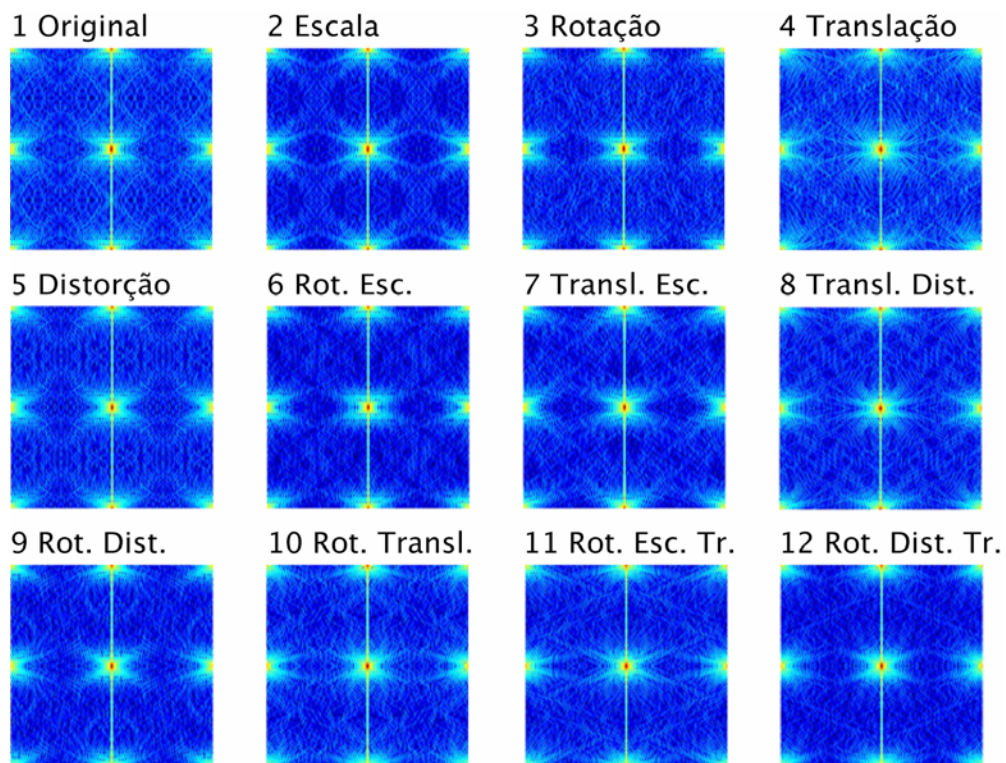 1 Original
2 Escala
3 Rotação
4 Translação
5 Distorção
6 Rot. Esc.
7 Transl. Esc.
8 Transl. Dist.
9 Rot. Dist.
10 Rot. Transl.
11 Rot. Esc. Tr.
12 Rot. Dist. Tr.